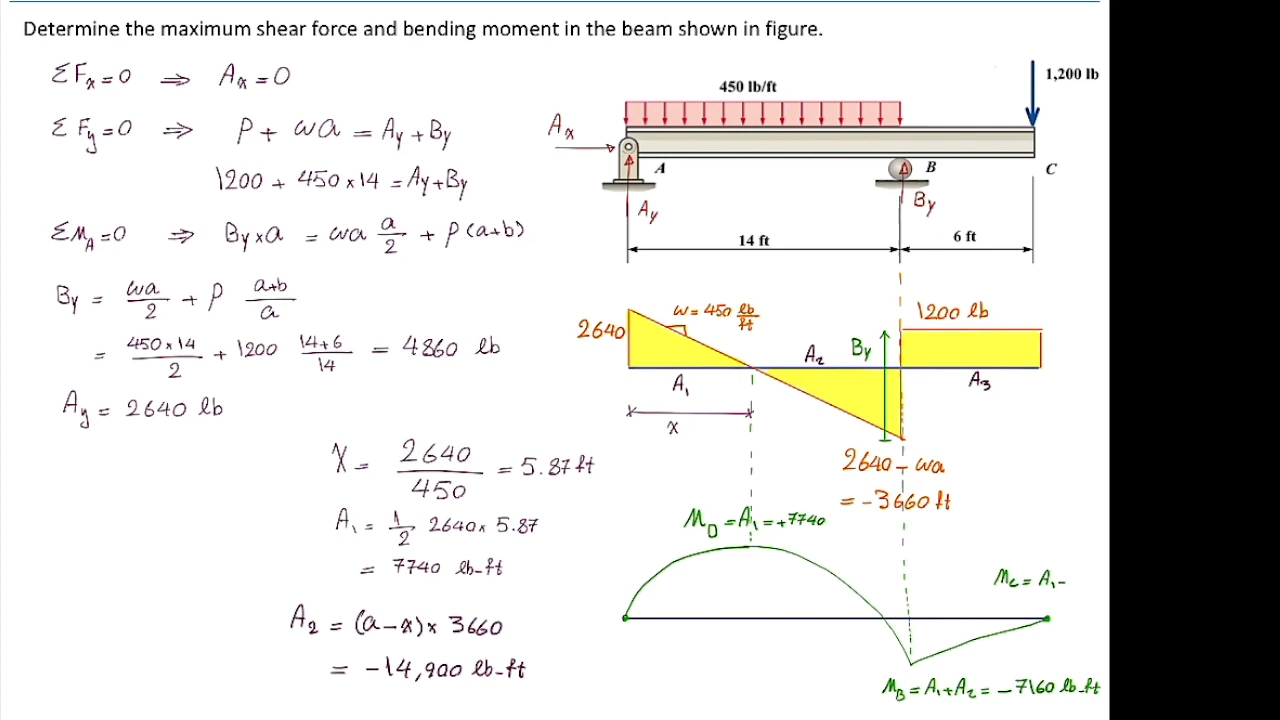 Determine the maximum shear force and bending moment in the beam shown in figure.
ΣFx=0 ⇒ Ax=0
ΣFy=0 ⇒ P+ wa = Ay+By
1200 + 450×14 = Ay+By
ΣMA=0 ⇒ By×a = wa a/2 + P(a+b)
By = wa/2 + P (a+b)/a
= 450×14/2 + 1200 (14+6)/14 = 4860 lb
Ay = 2640 lb
X = 2640/450 = 5.87ft
A1 = 1/2 2640× 5.87
= 7740 lb-ft
A2 = (a-x)× 3660
= -14,900 lb-ft
1,200 lb
450 lb/ft
Ax
A
B
C
Ay
By
14 ft
6 ft
w=450 lb/ft
1200 lb
2640
By
A1
A2
A3
x
2640-wa
= -3660ft
MD =A1=+7740
Mc = A1-
MB=A1+A2= -7160 lb-ft